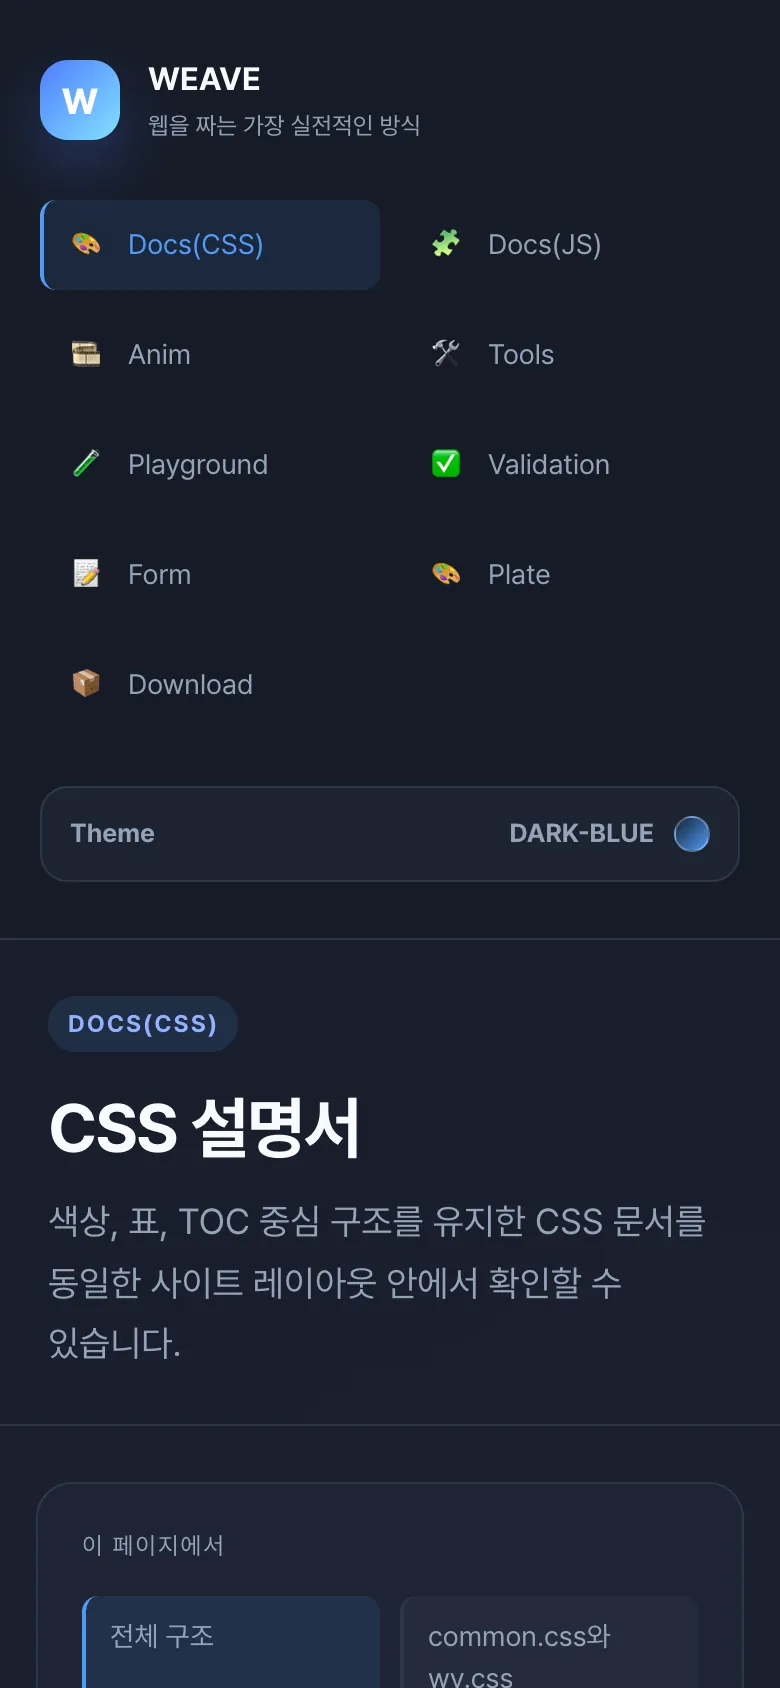 W
WEAVE
웹을 짜는 가장 실전적인 방식
Docs(CSS)
Docs(JS)
Anim
Tools
Playground
Validation
Form
Plate
Download
Theme
DARK-BLUE
DOCS(CSS)
CSS 설명서
색상, 표, TOC 중심 구조를 유지한 CSS 문서를
동일한 사이트 레이아웃 안에서 확인할 수
있습니다.
이 페이지에서
전체 구조
common.css와
wv.css